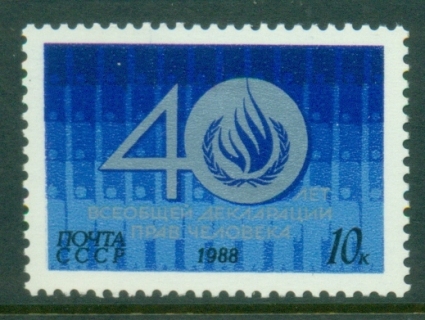 40
ЛЕТ
ВСЕОБЩЕЙ ДЕКЛАРАЦИИ
ПРАВ ЧЕЛОВЕКА
ПОЧТА
СССР
1988
10к